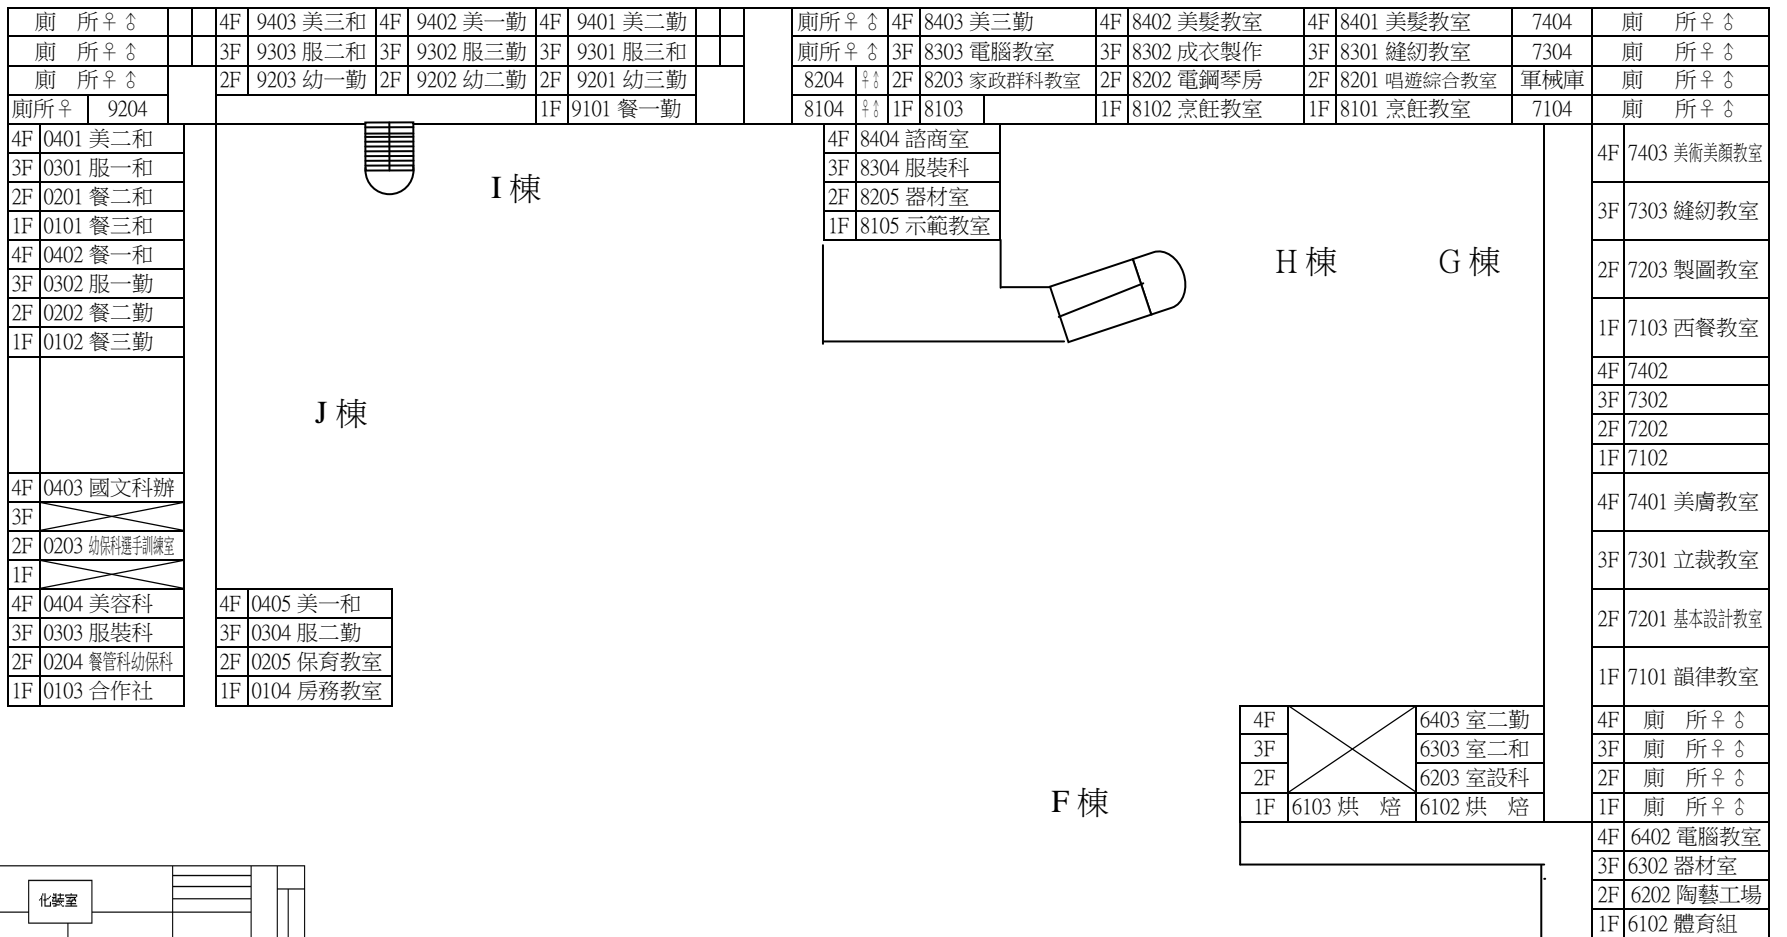 廁 所♀♂ 4F 9403 美三和 4F 9402 美一勤 4F 9401 美二勤 廁所♀♂ 4F 8403 美三勤 4F 8402 美髮教室 4F 8401 美髮教室 7404 廁 所♀♂
廁 所♀♂ 3F 9303 服二和 3F 9302 服三勤 3F 9301 服三和 廁所♀♂ 3F 8303 電腦教室 3F 8302 成衣製作 3F 8301 縫紉教室 7304 廁 所♀♂
廁 所♀♂ 2F 9203 幼一勤 2F 9202 幼二勤 2F 9201 幼三勤 8204 ♀♂ 2F 8203 家政群科教室 2F 8202 電鋼琴房 2F 8201 唱遊綜合教室 軍械庫 廁 所♀♂
廁所♀ 9204 1F 9101 餐一勤 8104 ♀♂ 1F 8103 1F 8102 烹飪教室 1F 8101 烹飪教室 7104 廁 所♀♂
4F 0401 美二和
3F 0301 服一和
2F 0201 餐二和
1F 0101 餐三和
4F 0402 餐一和
3F 0302 服一勤
2F 0202 餐二勤
1F 0102 餐三勤
4F 0403 國文科辦
3F
2F 0203 幼保科選手訓練室
1F
4F 0404 美容科
3F 0303 服裝科
2F 0204 餐管科幼保科
1F 0103 合作社
4F 0405 美一和
3F 0304 服二勤
2F 0205 保育教室
1F 0104 房務教室
I 棟
J 棟
4F 8404 諮商室
3F 8304 服裝科
2F 8205 器材室
1F 8105 示範教室
H 棟
G 棟
4F 7403 美術美顏教室
3F 7303 縫紉教室
2F 7203 製圖教室
1F 7103 西餐教室
4F 7402
3F 7302
2F 7202
1F 7102
4F 7401 美膚教室
3F 7301 立裁教室
2F 7201 基本設計教室
1F 7101 韻律教室
4F 廁 所♀♂
3F 廁 所♀♂
2F 廁 所♀♂
1F 廁 所♀♂
4F 6402 電腦教室
3F 6302 器材室
2F 6202 陶藝工場
1F 6102 體育組
4F 6403 室二勤
3F 6303 室二和
2F 6203 室設科
1F 6103 烘 焙 6102 烘 焙
F 棟
化裝室